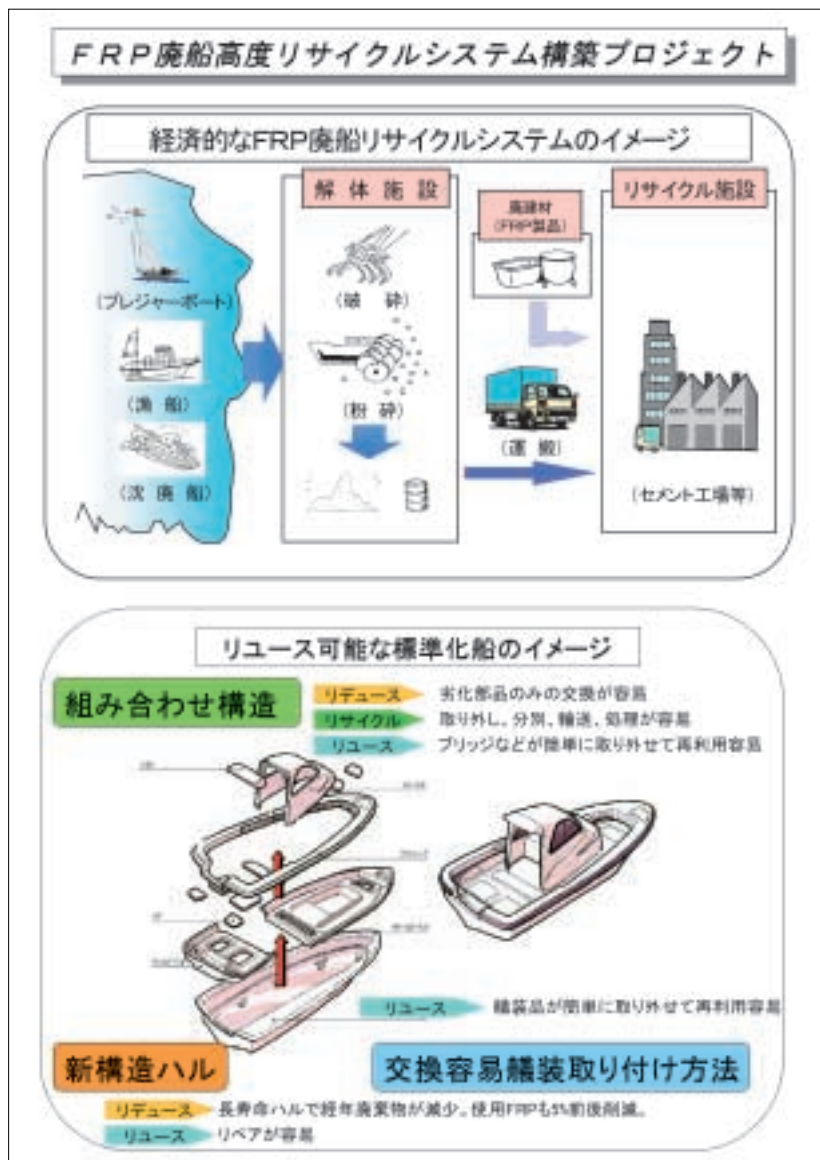 FRP廃船高度リサイクルシステム構築プロジェクト
経済的なFRP廃船リサイクルシステムのイメージ
解体施設
廃建材
(FRP製品)
リサイクル施設
(プレジャーボート)
(破砕)
(漁船)
(粉砕)
(運搬)
(沈廃船)
(セメント工場等)
リユース可能な標準化船のイメージ
組み合わせ構造
リデュース 劣化部品のみの交換が容易
リサイクル 取り外し、分別、輸送、処理が容易
リユース ブリッジなどが簡単に取り外せて再利用容易
リユース 艤装品が簡単に取り外せて再利用容易
新構造ハル
交換容易艤装取り付け方法
リデュース 長寿命ハルで経年廃棄物が減少。使用FRPも5%前後削減。
リユース リペアが容易